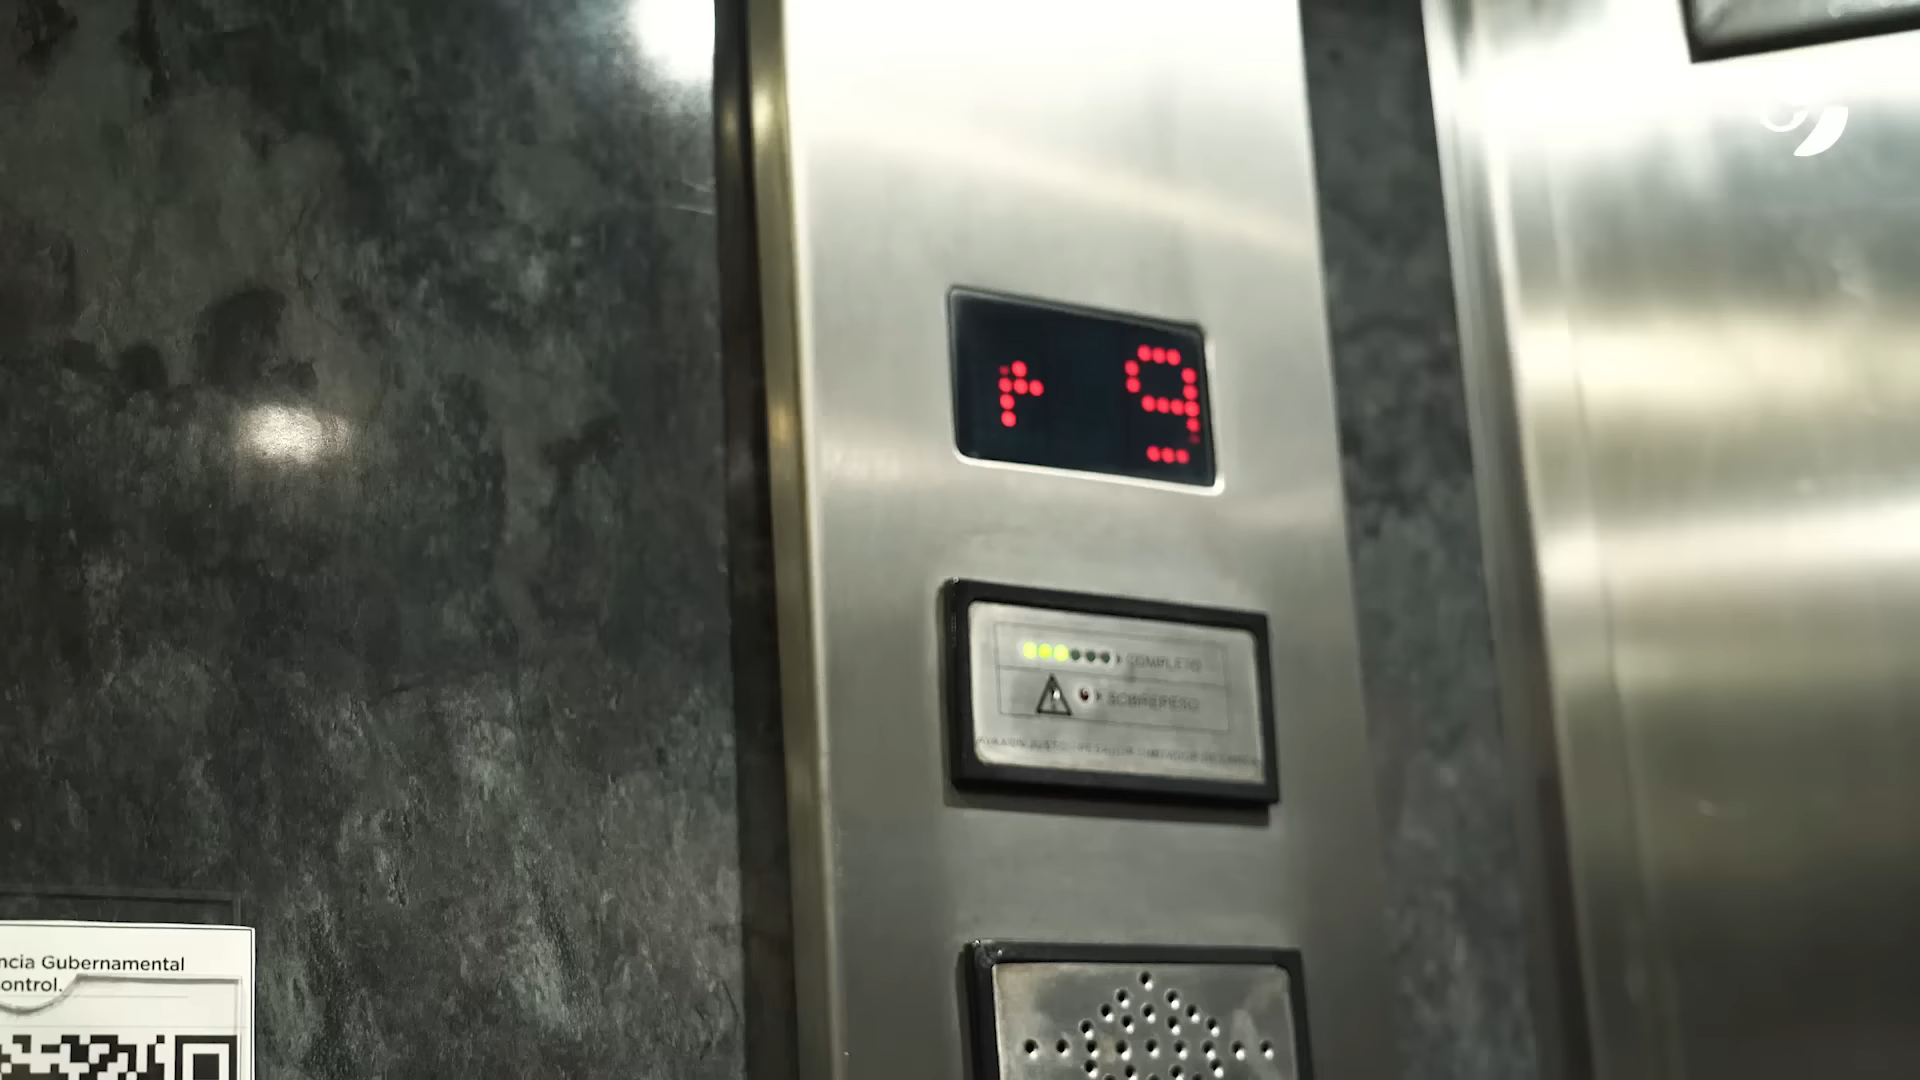 9
COMPLETO
SOBREPESO
ncia Gubernamental
ontrol.